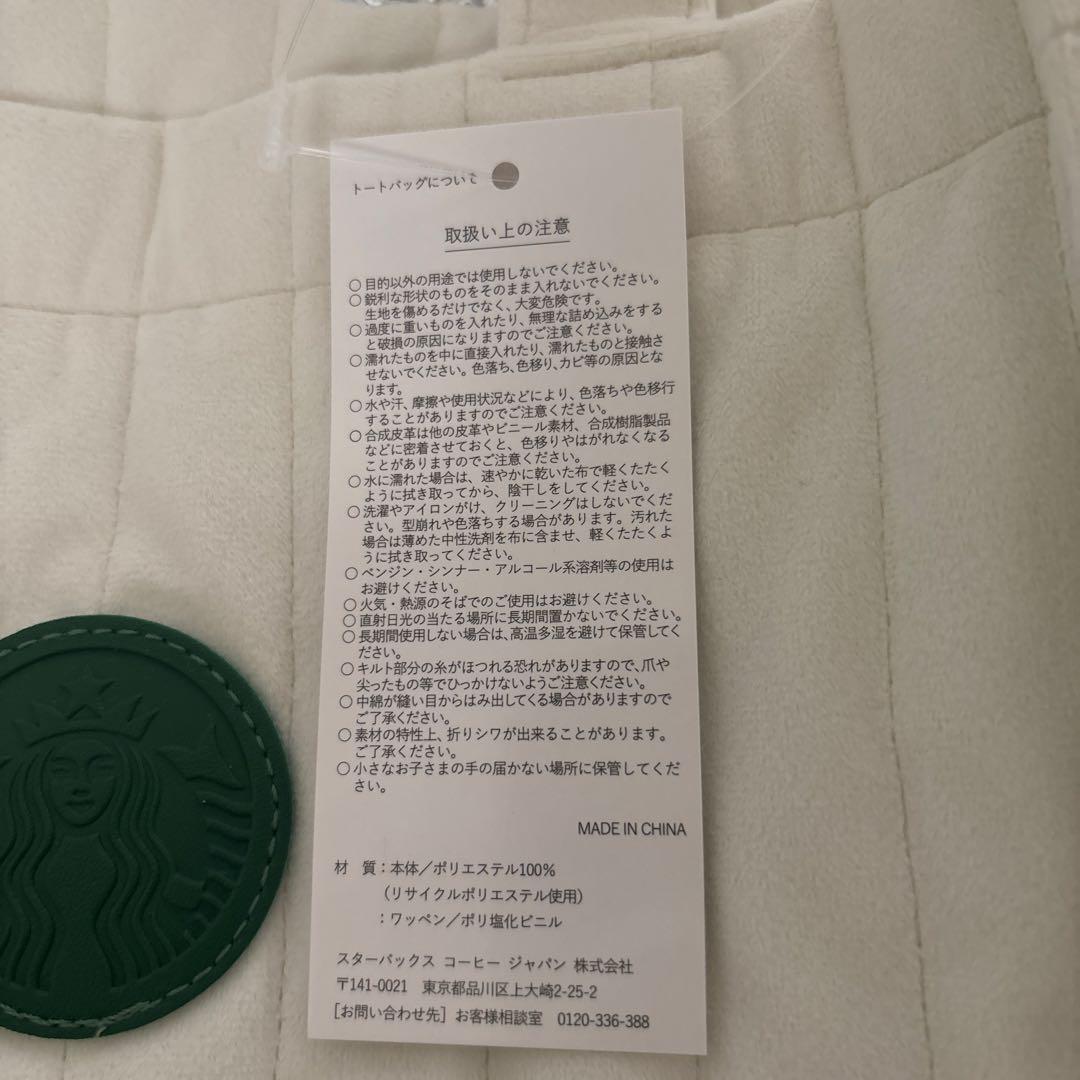 トートバッグについて
取扱い上の注意
○ 目的以外の用途では使用しないでください。
○ 鋭利な形状のものをそのまま入れないでください。
生地を傷めるだけでなく、大変危険です。
○ 過度に重いものを入れたり、無理な詰め込みをする
と破損の原因になりますのでご注意ください。
○ 濡れたものを中に直接入れたり、濡れたものと接触さ
せないでください。色落ち、色移り、カビ等の原因とな
ります。
○ 水や汗、摩擦や使用状況などにより、色落ちや色移行
することがありますのでご注意ください。
○ 合成皮革は他の皮革やビニール素材、合成樹脂製品
などに密着させておくと、色移りやはがれなくなる
ことがありますのでご注意ください。
○ 水に濡れた場合は、速やかに乾いた布で軽くたたく
ように拭き取ってから、陰干しをしてください。
○ 洗濯やアイロンがけ、クリーニングはしないでくだ
さい。型崩れや色落ちする場合があります。汚れた
場合は薄めた中性洗剤を布に含ませ、軽くたたくよ
うに拭き取ってください。
○ ベンジン・シンナー・アルコール系溶剤等の使用は
お避けください。
○ 火気・熱源のそばでのご使用はお避けください。
○ 直射日光の当たる場所に長期間置かないでください。
○ 長期間使用しない場合は、高温多湿を避けて保管してく
ださい。
○ キルト部分の糸がほつれる恐れがありますので、爪や
尖ったもの等でひっかけないようご注意ください。
○ 中綿が縫い目からはみ出してくる場合がありますので
ご了承ください。
○ 素材の特性上、折りシワが出来ることがあります。
ご了承ください。
○ 小さなお子さまの手の届かない場所に保管してくだ
さい。
MADE IN CHINA
材 質：本体／ポリエステル100%
（リサイクルポリエステル使用）
：ワッペン／ポリ塩化ビニル
スターバックス コーヒー ジャパン 株式会社
〒141-0021 東京都品川区上大崎2-25-2
［お問い合わせ先］お客様相談室 0120-336-388